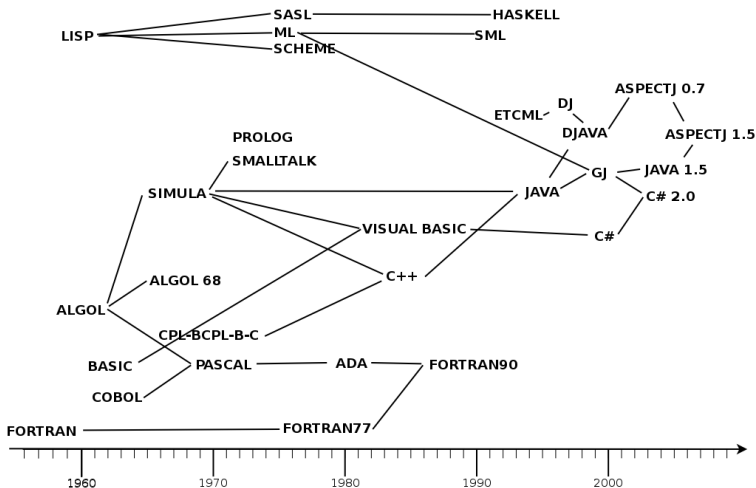 SASL
HASKELL
LISP
ML
SML
SCHEME
ASPECTJ 0.7
DJ
ETCML
DJAVA
ASPECTJ 1.5
PROLOG
SMALLTALK
GJ
JAVA 1.5
SIMULA
JAVA
C# 2.0
VISUAL BASIC
C#
C++
ALGOL 68
ALGOL
CPL-BCPL-B-C
BASIC
PASCAL
ADA
FORTRAN90
COBOL
FORTRAN
FORTRAN77
1960 1970 1980 1990 2000